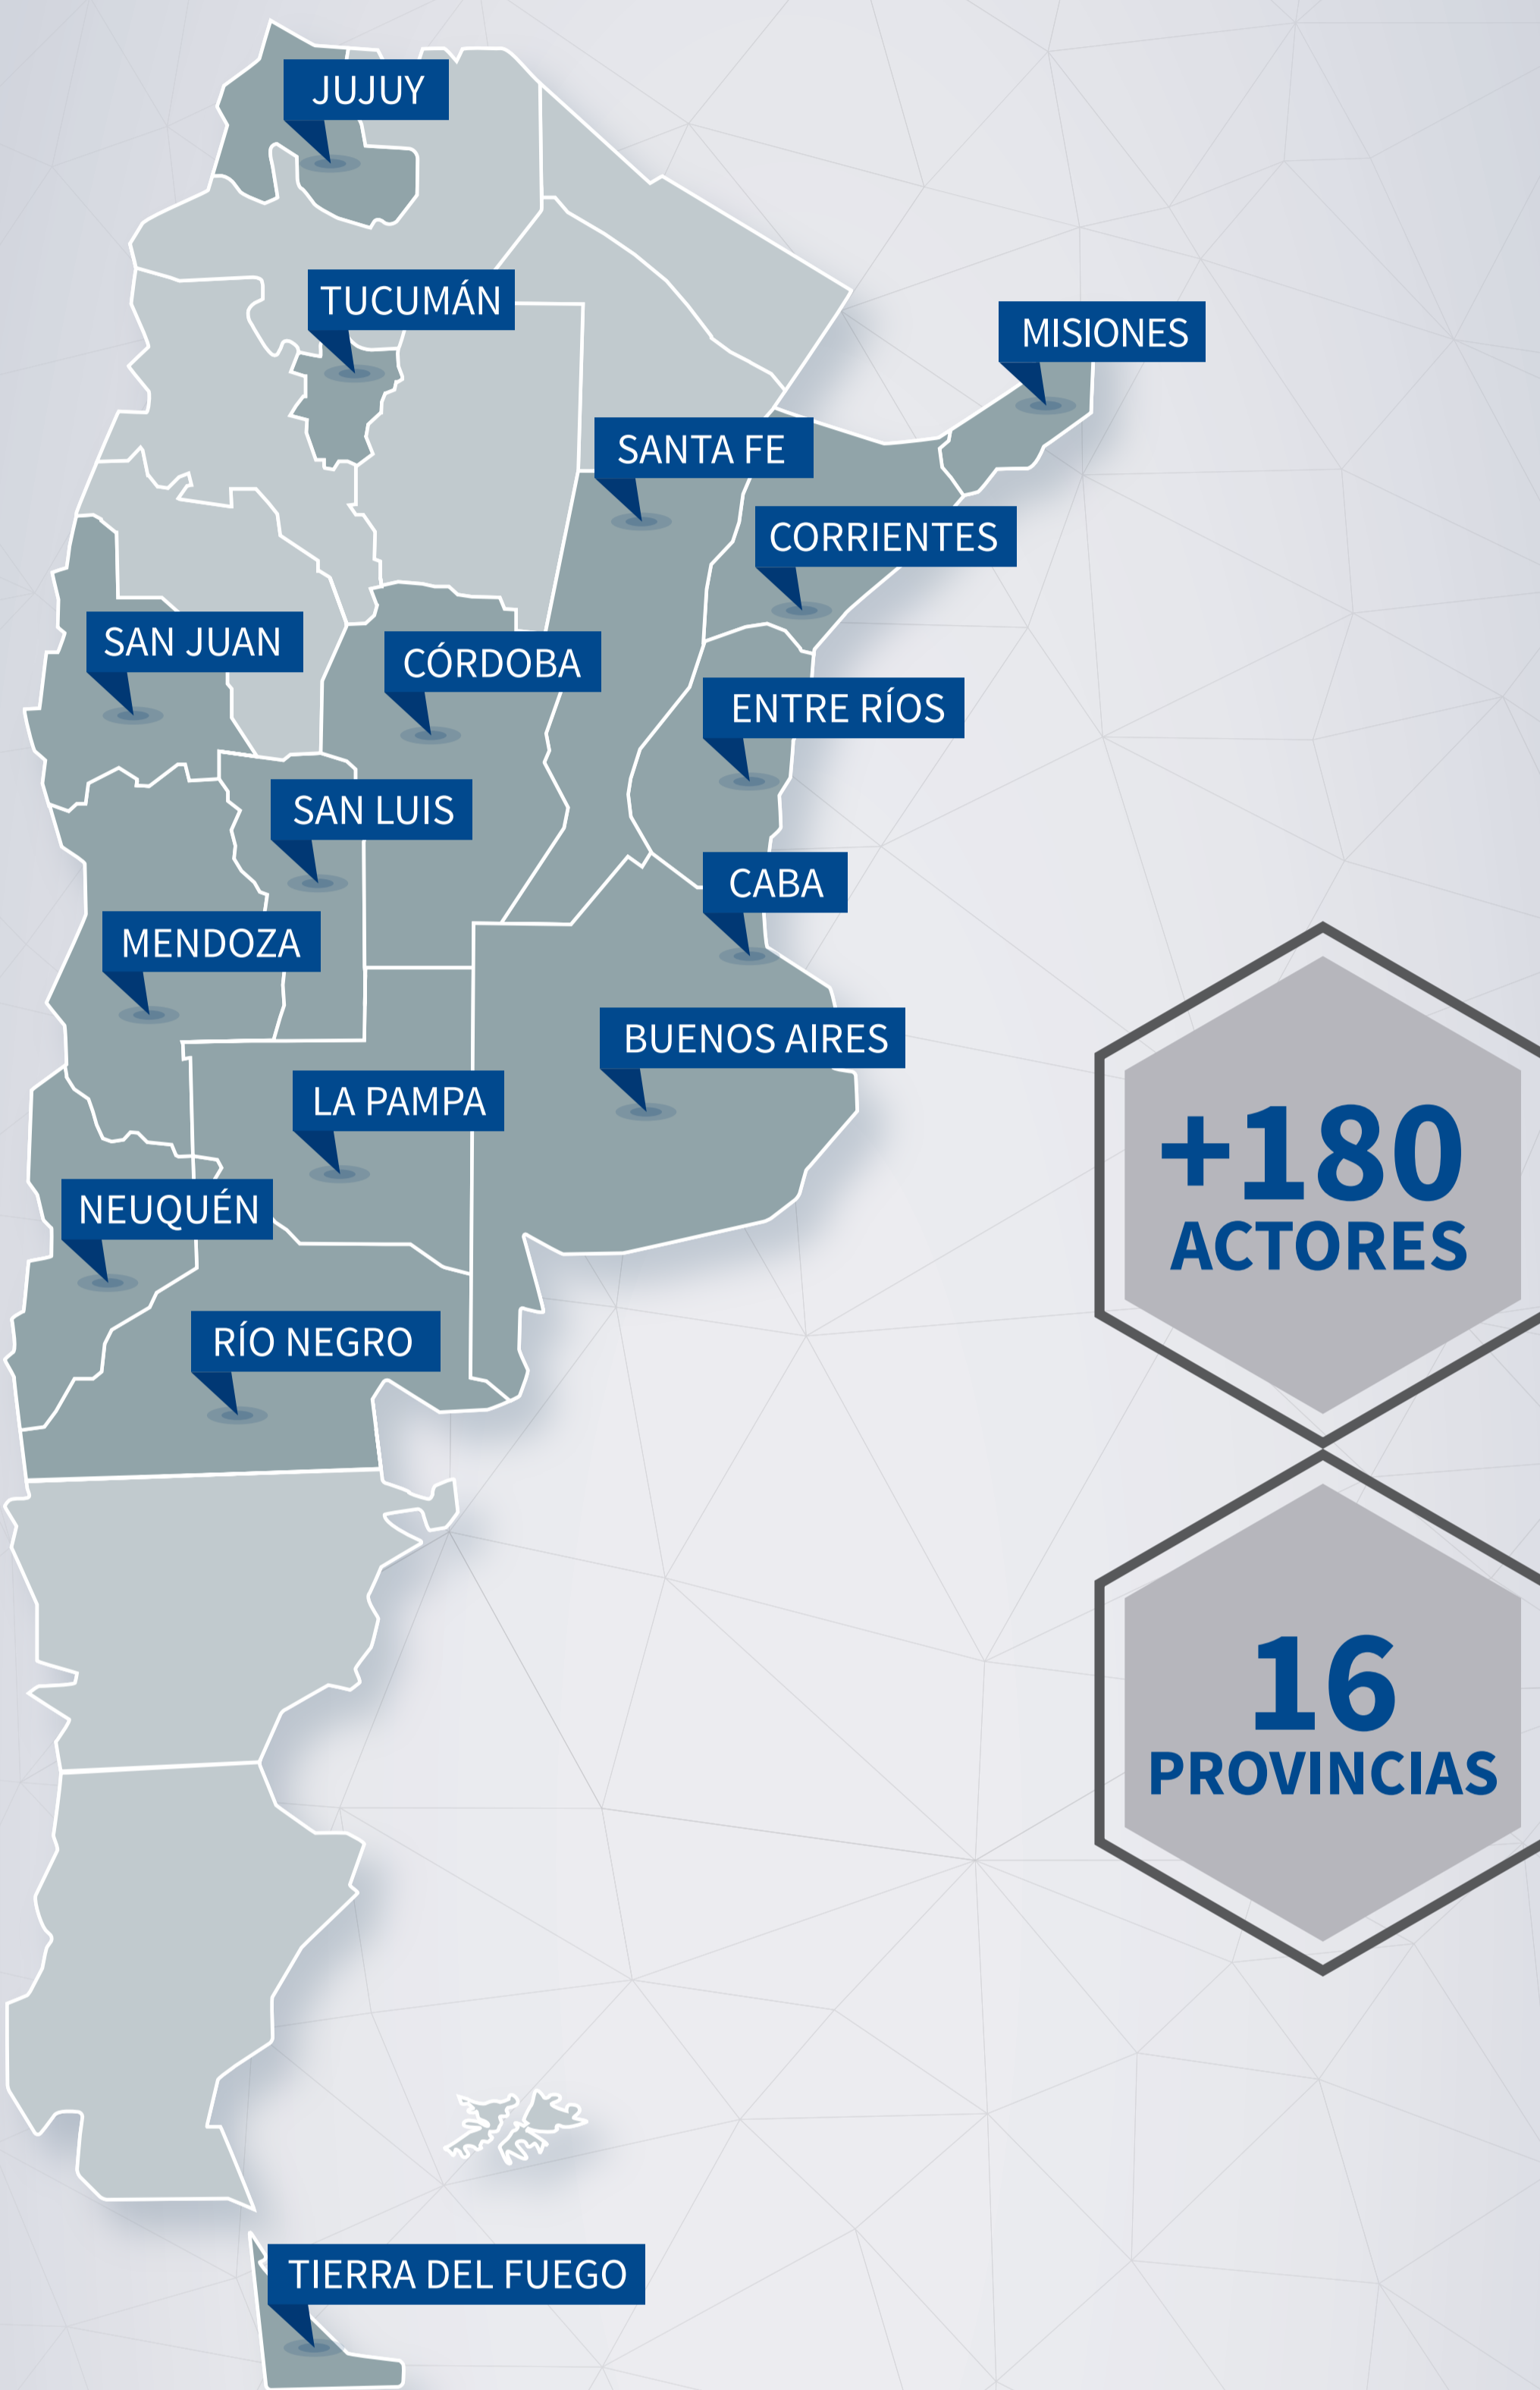 JUJUY
TUCUMÁN
MISIONES
SANTA FE
CORRIENTES
SAN JUAN
CÓRDOBA
ENTRE RÍOS
SAN LUIS
CABA
MENDOZA
BUENOS AIRES
LA PAMPA
NEUQUÉN
RÍO NEGRO
+180
ACTORES
16
PROVINCIAS
TIERRA DEL FUEGO